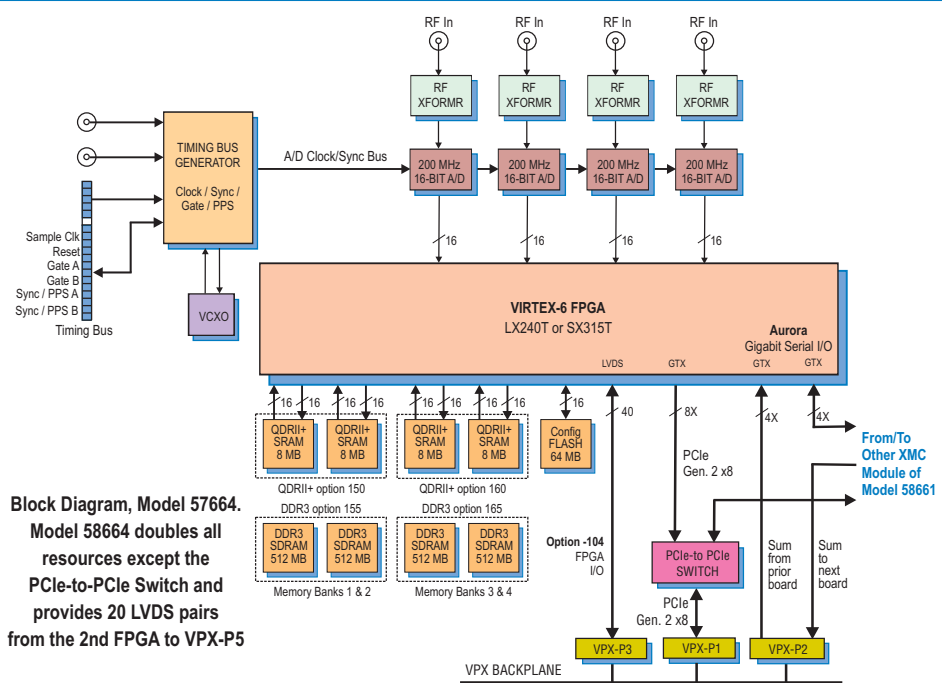 RF In
RF In
RF In
RF In
RF
XFORMR
RF
XFORMR
RF
XFORMR
RF
XFORMR
TIMING BUS
GENERATOR
Clock / Sync /
Gate / PPS
A/D Clock/Sync Bus
200 MHz
16-BIT A/D
200 MHz
16-BIT A/D
200 MHz
16-BIT A/D
200 MHz
16-BIT A/D
16
16
16
16
Sample Clk
Reset
Gate A
Gate B
Sync / PPS A
Sync / PPS B
Timing Bus
VCXO
VIRTEX-6 FPGA
LX240T or SX315T
Aurora
Gigabit Serial I/O
LVDS
GTX
GTX
GTX
16
16
16
16
16
16
16
16
16
40
8X
4X
4X
QDRII+
SRAM
8 MB
QDRII+
SRAM
8 MB
QDRII+
SRAM
8 MB
QDRII+
SRAM
8 MB
Config
FLASH
64 MB
QDRII+ option 150
QDRII+ option 160
DDR3 option 155
DDR3 option 165
DDR3
SDRAM
512 MB
DDR3
SDRAM
512 MB
DDR3
SDRAM
512 MB
DDR3
SDRAM
512 MB
Memory Banks 1 & 2
Memory Banks 3 & 4
PCIe
Gen. 2 x8
From/To
Other XMC
Module of
Model 58661
Option -104
FPGA
I/O
PCIe-to PCIe
SWITCH
PCIe
Gen. 2 x8
Sum
from
prior
board
Sum
to
next
board
VPX-P3
VPX-P1
VPX-P2
VPX BACKPLANE
Block Diagram, Model 57664.
Model 58664 doubles all
resources except the
PCIe-to-PCIe Switch and
provides 20 LVDS pairs
from the 2nd FPGA to VPX-P5